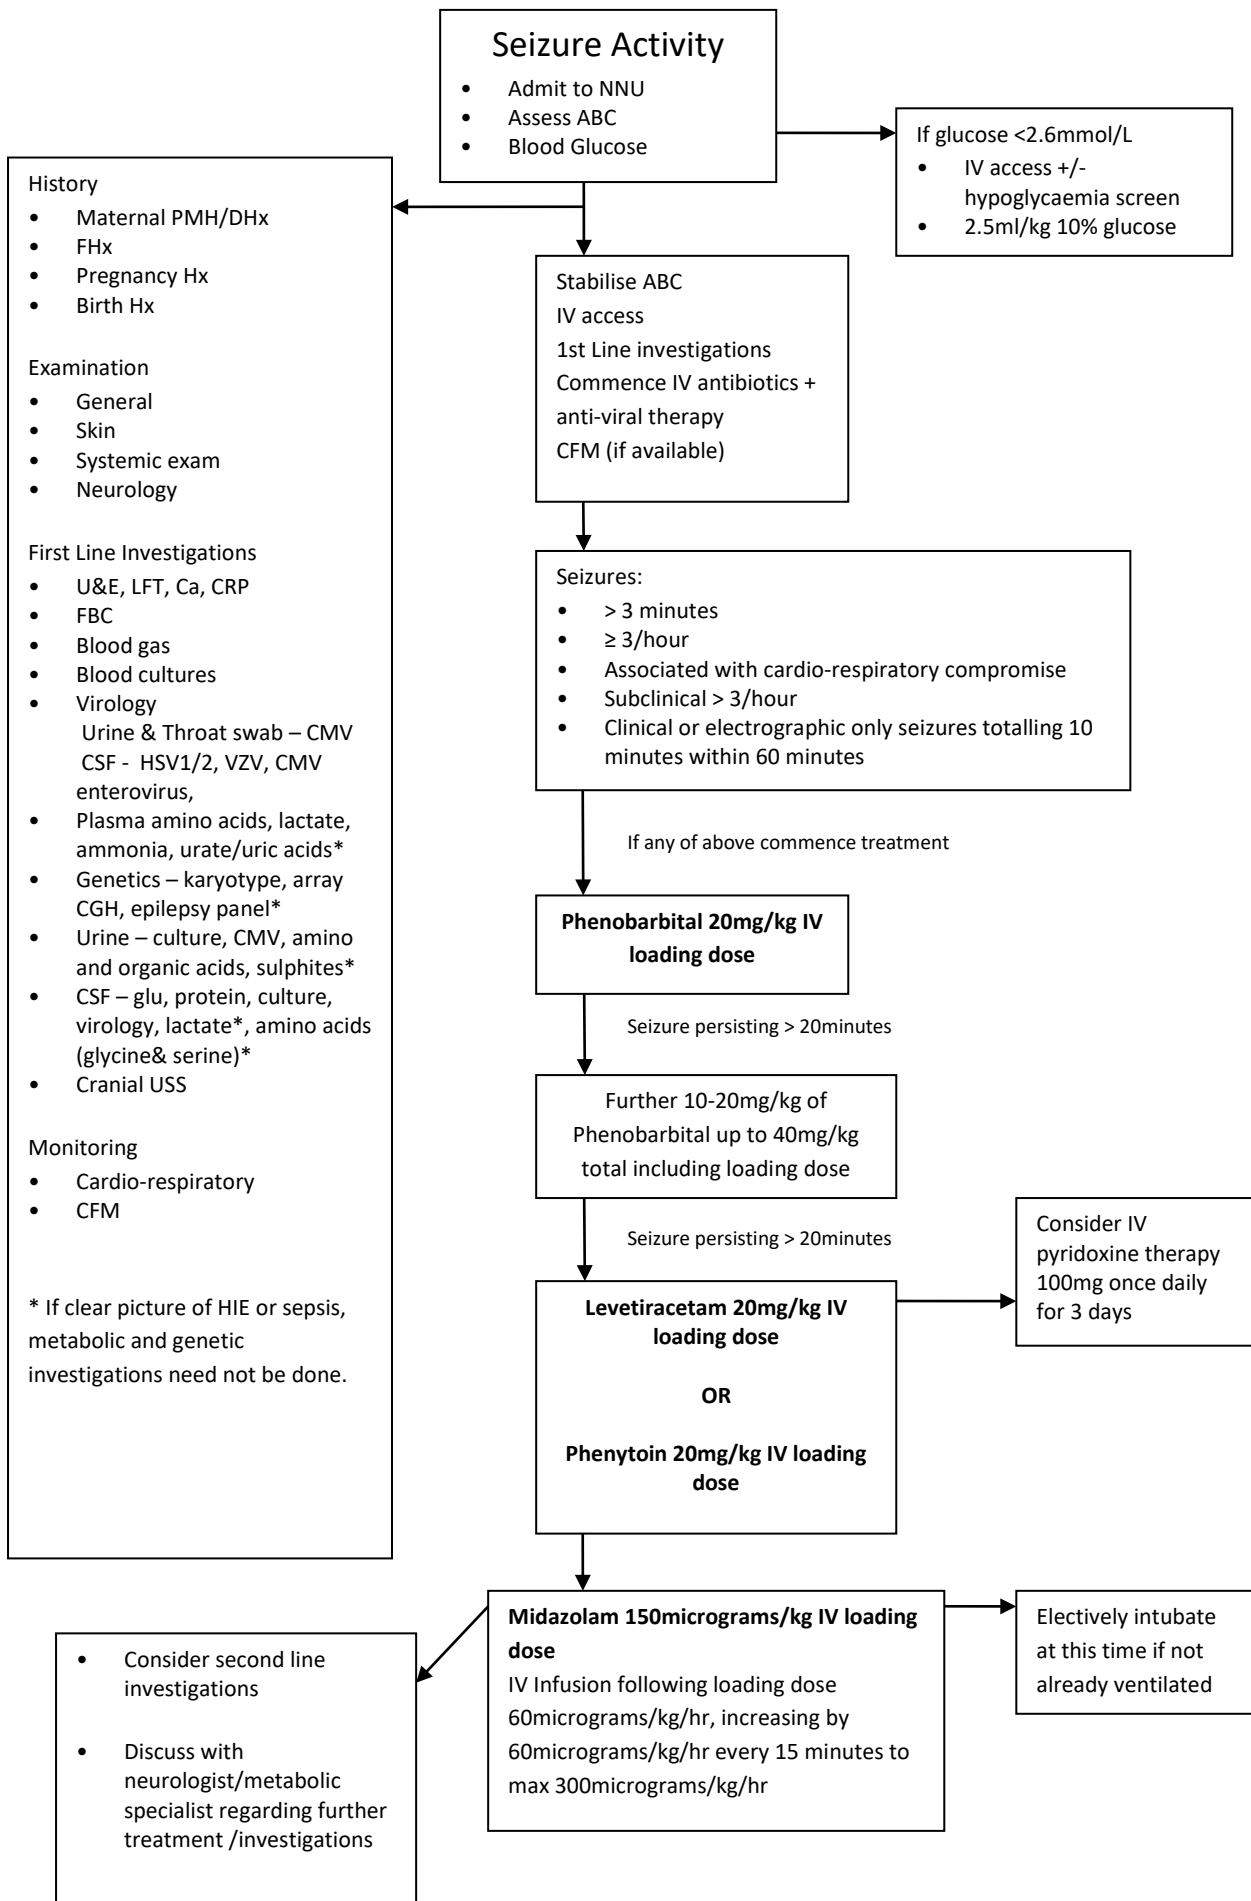 Seizure Activity
• Admit to NNU
• Assess ABC
• Blood Glucose
If glucose <2.6mmol/L
• IV access +/-
hypoglycaemia screen
• 2.5ml/kg 10% glucose
History
• Maternal PMH/DHx
• FHx
• Pregnancy Hx
• Birth Hx
Examination
• General
• Skin
• Systemic exam
• Neurology
First Line Investigations
• U&E, LFT, Ca, CRP
• FBC
• Blood gas
• Blood cultures
• Virology
Urine & Throat swab – CMV
CSF - HSV1/2, VZV, CMV
enterovirus,
• Plasma amino acids, lactate,
ammonia, urate/uric acids*
• Genetics – karyotype, array
CGH, epilepsy panel*
• Urine – culture, CMV, amino
and organic acids, sulphites*
• CSF – glu, protein, culture,
virology, lactate*, amino acids
(glycine& serine)*
• Cranial USS
Monitoring
• Cardio-respiratory
• CFM
* If clear picture of HIE or sepsis,
metabolic and genetic
investigations need not be done.
Stabilise ABC
IV access
1st Line investigations
Commence IV antibiotics +
anti-viral therapy
CFM (if available)
Seizures:
• > 3 minutes
• ≥ 3/hour
• Associated with cardio-respiratory compromise
• Subclinical > 3/hour
• Clinical or electrographic only seizures totalling 10
minutes within 60 minutes
If any of above commence treatment
Phenobarbital 20mg/kg IV
loading dose
Seizure persisting > 20minutes
Further 10-20mg/kg of
Phenobarbital up to 40mg/kg
total including loading dose
Seizure persisting > 20minutes
Levetiracetam 20mg/kg IV
loading dose
OR
Phenytoin 20mg/kg IV loading
dose
Consider IV
pyridoxine therapy
100mg once daily
for 3 days
Midazolam 150micrograms/kg IV loading
dose
IV Infusion following loading dose
60micrograms/kg/hr, increasing by
60micrograms/kg/hr every 15 minutes to
max 300micrograms/kg/hr
Electively intubate
at this time if not
already ventilated
• Consider second line
investigations
• Discuss with
neurologist/metabolic
specialist regarding further
treatment /investigations